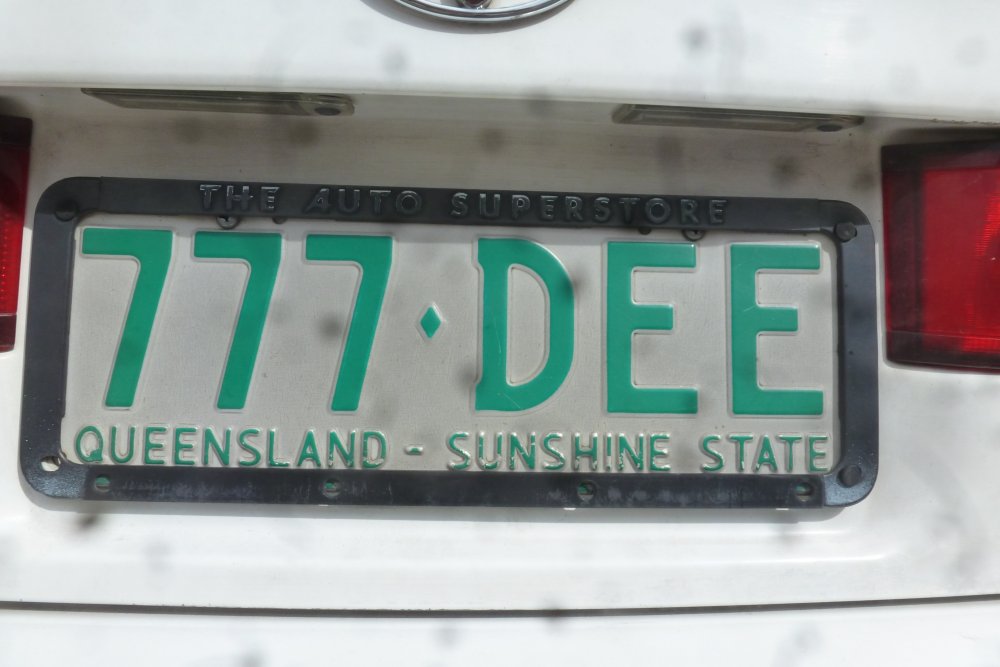 THE AUTO SUPERSTORE
777♦DEE
QUEENSLAND - SUNSHINE STATE